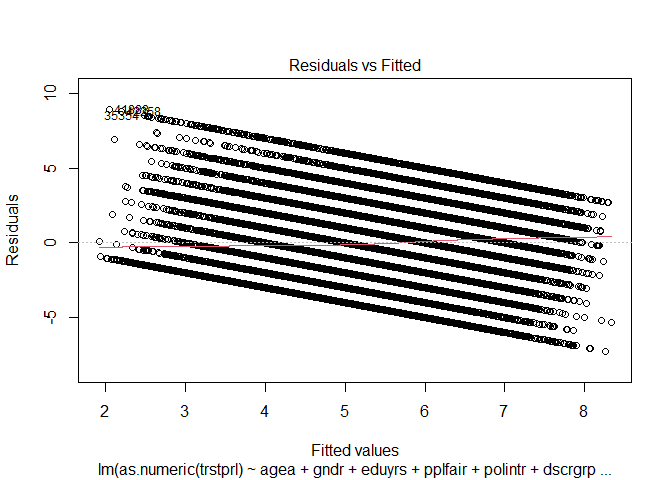 Residuals vs Fitted
Residuals
10
5
0
-5
35354
2 3 4 5 6 7 8
Fitted values
lm(as.numeric(trstprl) ~ agea + gndr + eduyrs + pplfair + polintr + dscrgrp ...